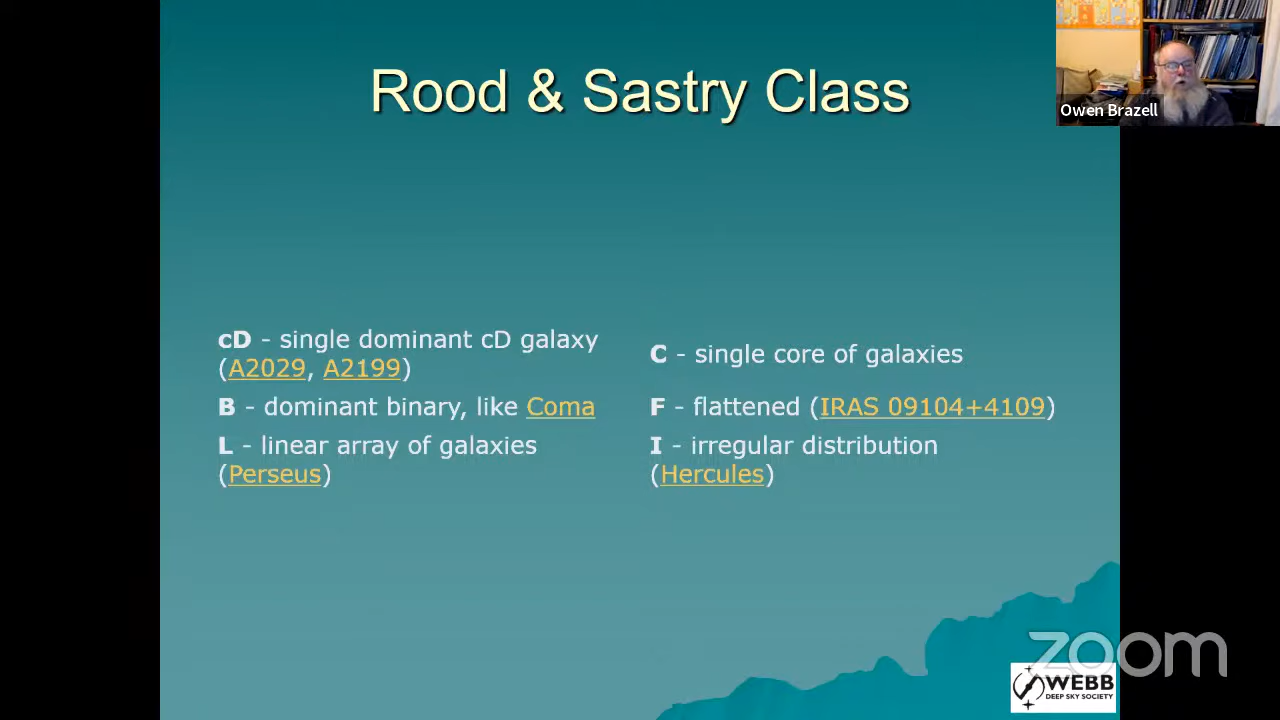 Rood & Sastry Class
Owen Brazell
cD - single dominant cD galaxy
(A2029, A2199)
B - dominant binary, like Coma
L - linear array of galaxies
(Perseus)
C - single core of galaxies
F - flattened (IRAS 09104+4109)
I - irregular distribution
(Hercules)
zoom
WEBB
DEEP SKY SOCIETY